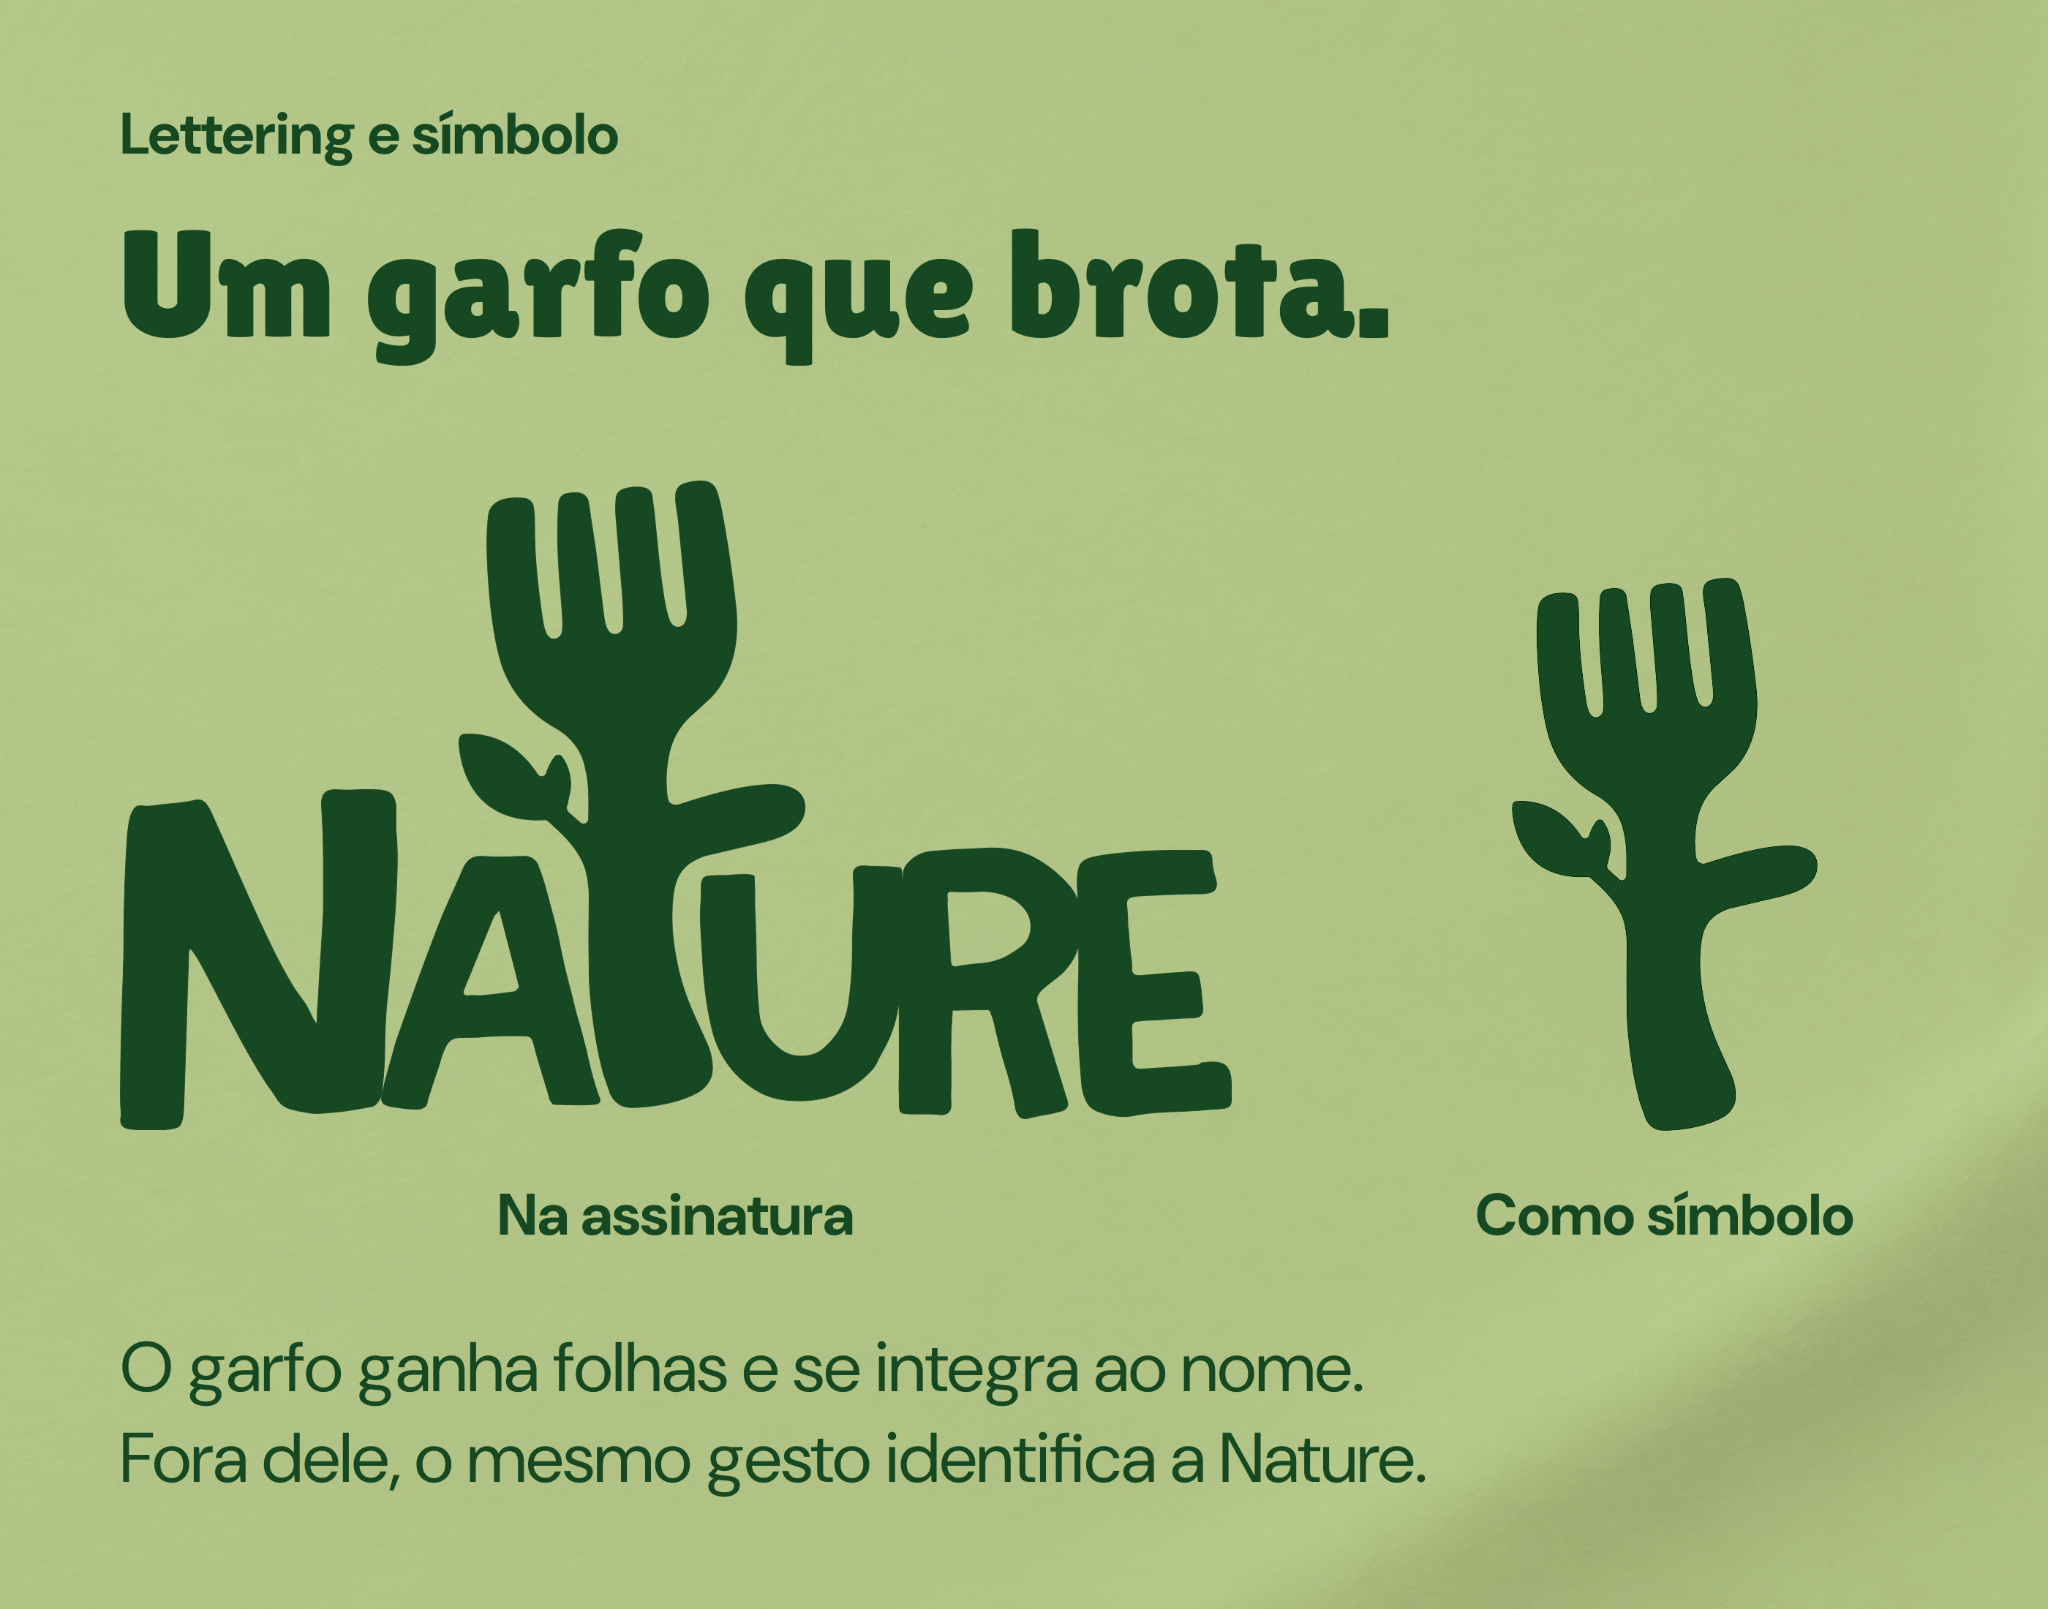 Lettering e símbolo
Um garfo que brota.
NATURE
Na assinatura
Como símbolo
O garfo ganha folhas e se integra ao nome.
Fora dele, o mesmo gesto identifica a Nature.